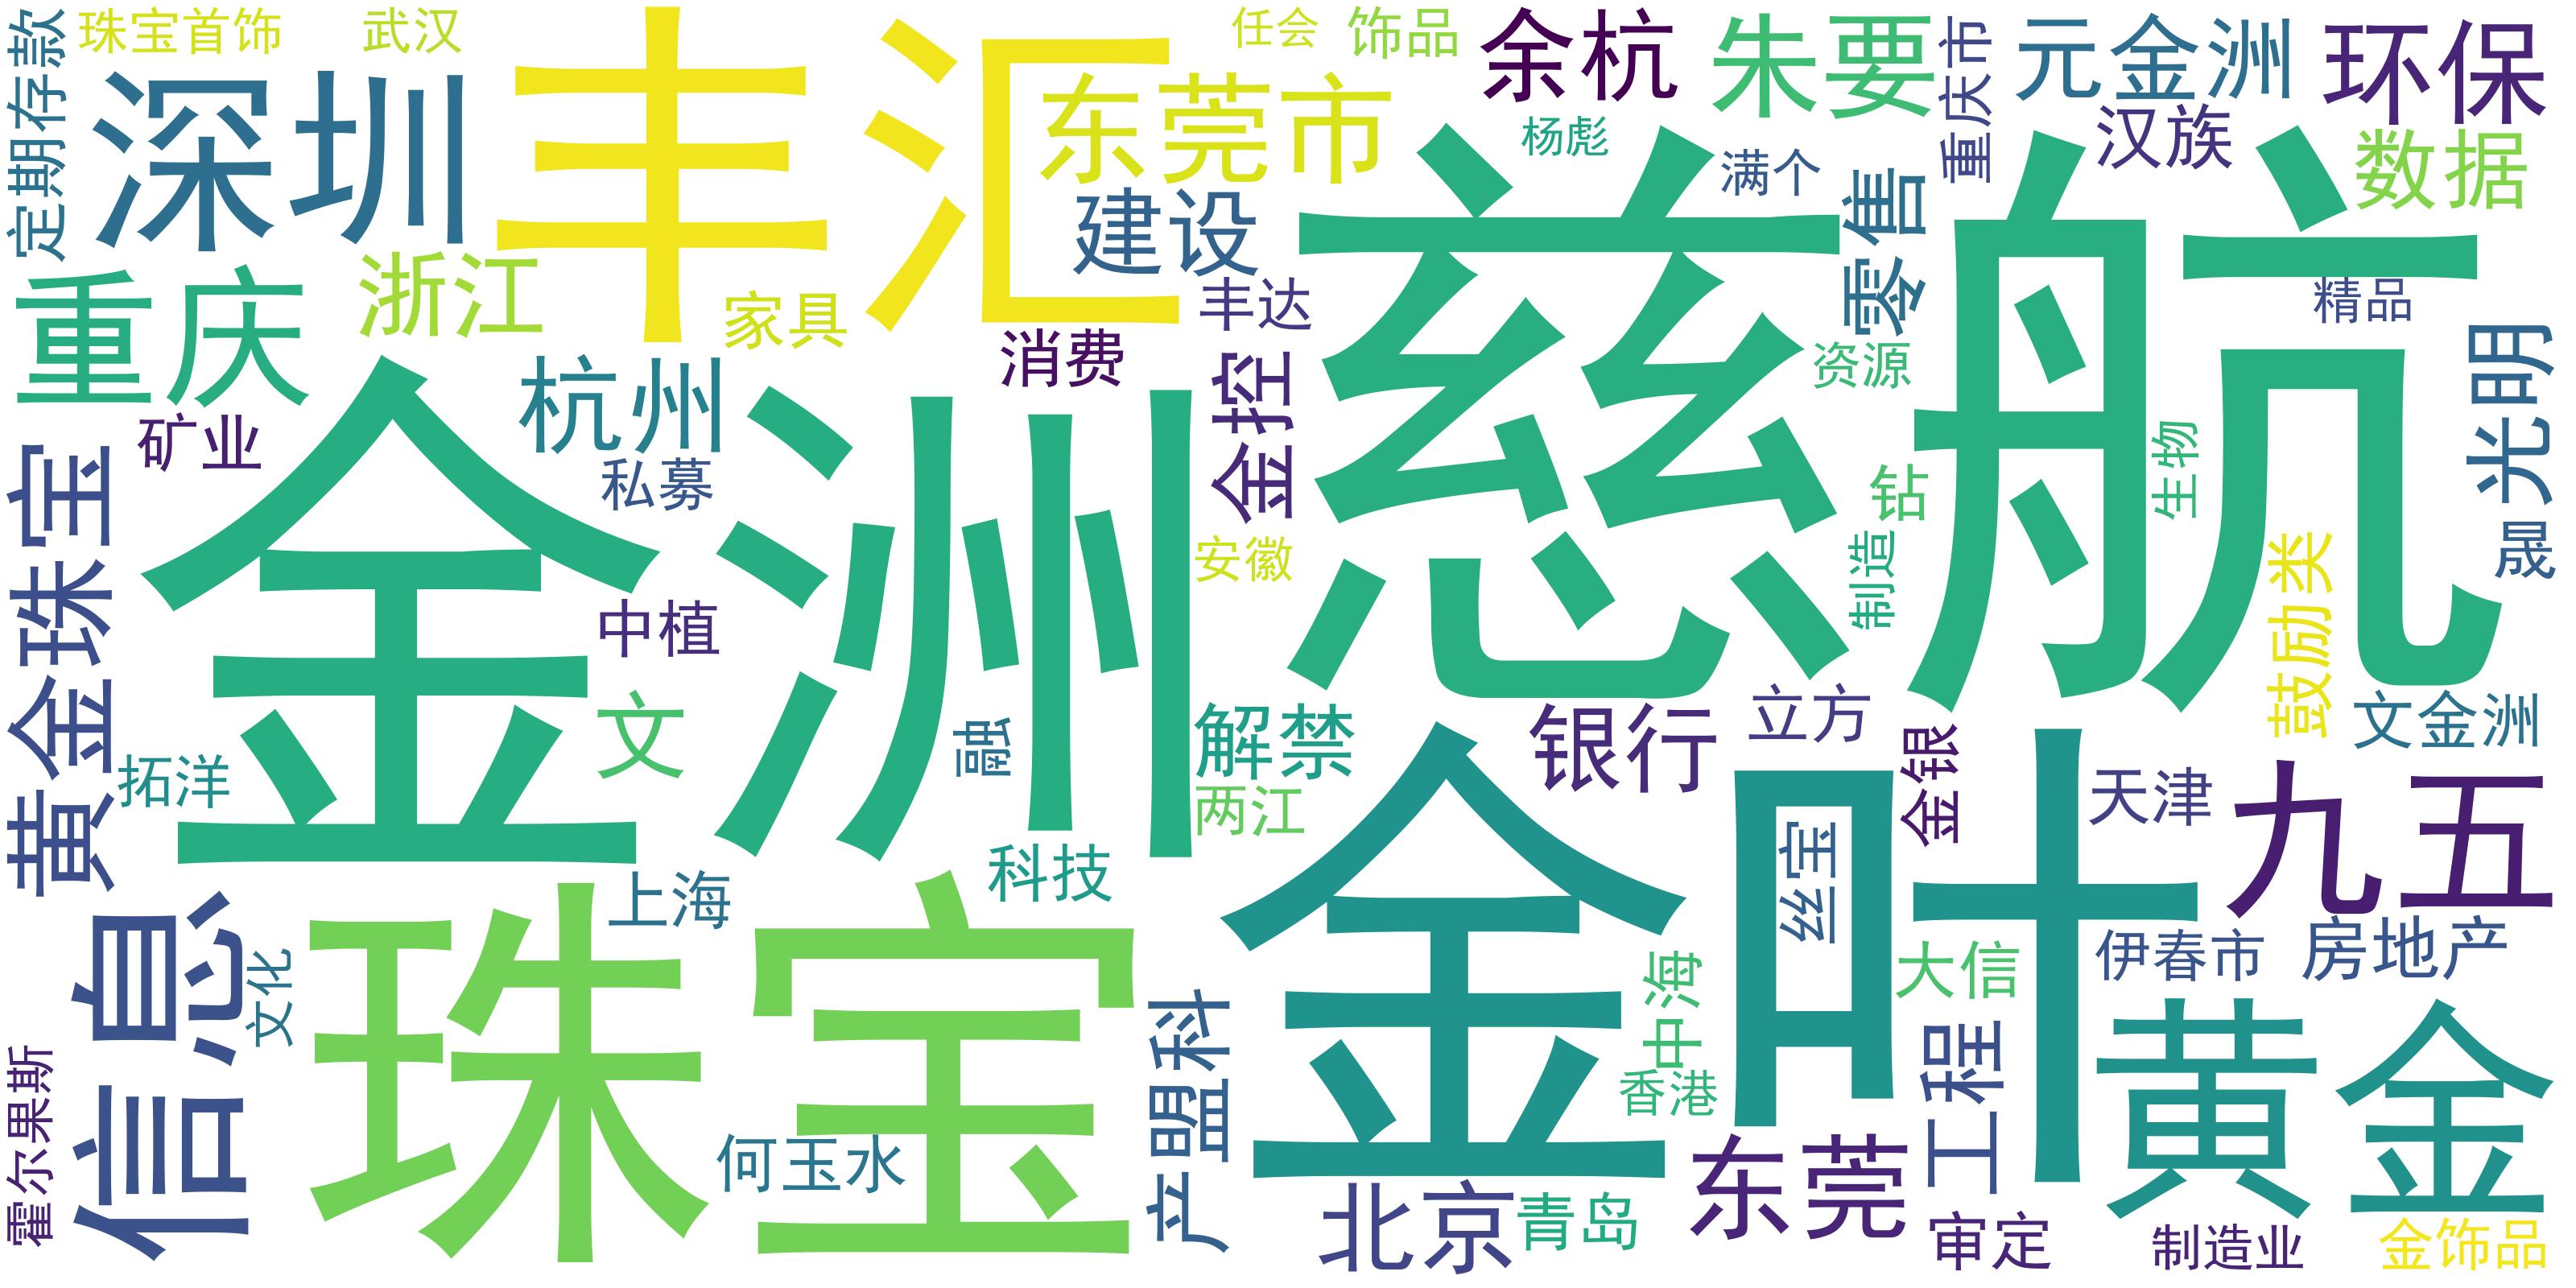 定期存款
珠宝首饰
武汉
深圳
丰汇
任会
饰品
余杭
朱要
重庆市
元金洲
环保
东莞市
杨彪
满个
汉族
数据
建设
慈航
零售
重庆
浙江
家具
丰达
精品
消费
金控
资源
光明
杭州
矿业
私募
金洲
钻
生物
黄金珠宝
安徽
制造
晟
鼓励类
中植
文
融
解禁
银行
立方
金银
文金洲
拓洋
两江
金叶
丝宝
天津
九五
科技
上海
信息
珠宝
文化
中海
大信
伊春市
房地产
产盟科
香港
工程
黄金
霍尔果斯
何玉水
北京
青岛
东莞
审定
制造业
金饰品